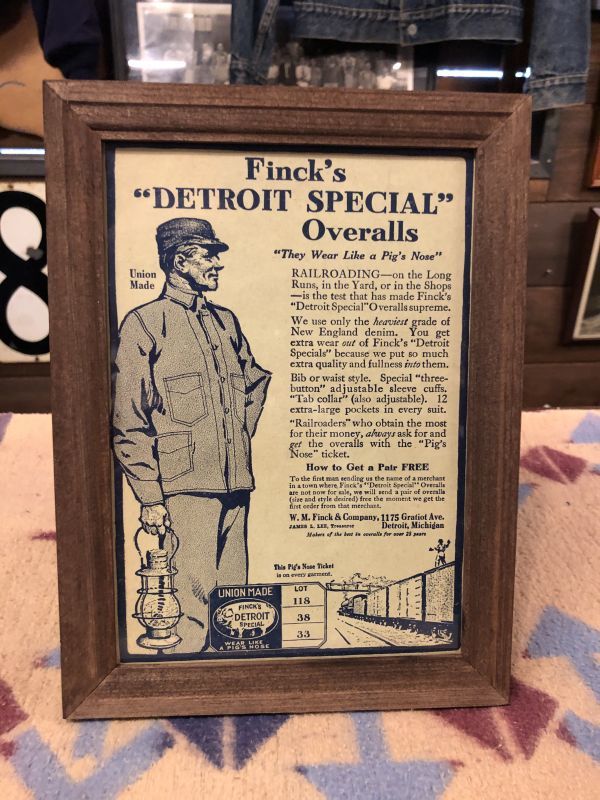 8
Finck's
"DETROIT SPECIAL"
Overalls
"They Wear Like a Pig's Nose"
Union
Made
RAILROADING—on the Long
Runs, in the Yard, or in the Shops
—is the test that has made Finck's
"Detroit Special" Overalls supreme.
We use only the heaviest grade of
New England denim. You get
extra wear out of Finck's "Detroit
Specials" because we put so much
extra quality and fullness into them.
Bib or waist style. Special "three-
button" adjustable sleeve cuffs.
"Tab collar" (also adjustable). 12
extra-large pockets in every suit.
"Railroaders" who obtain the most
for their money, always ask for and
get the overalls with the "Pig's
Nose" ticket.
How to Get a Pair FREE
To the first man sending us the name of a merchant
in a town where Finck's "Detroit Special" Overalls
are not now for sale, we will send a pair of overalls
(size and style desired) free the moment we get the
first order from that merchant.
W. M. Finck & Company, 1175 Gratiot Ave.
JAMES L. LEE, Treasurer Detroit, Michigan
Makers of the best in overalls for over 25 years
This Pig's Nose Ticket
is on every garment.
UNION MADE
FINCK'S
DETROIT
SPECIAL
WEAR LIKE
A PIG'S NOSE
LOT
118
38
33